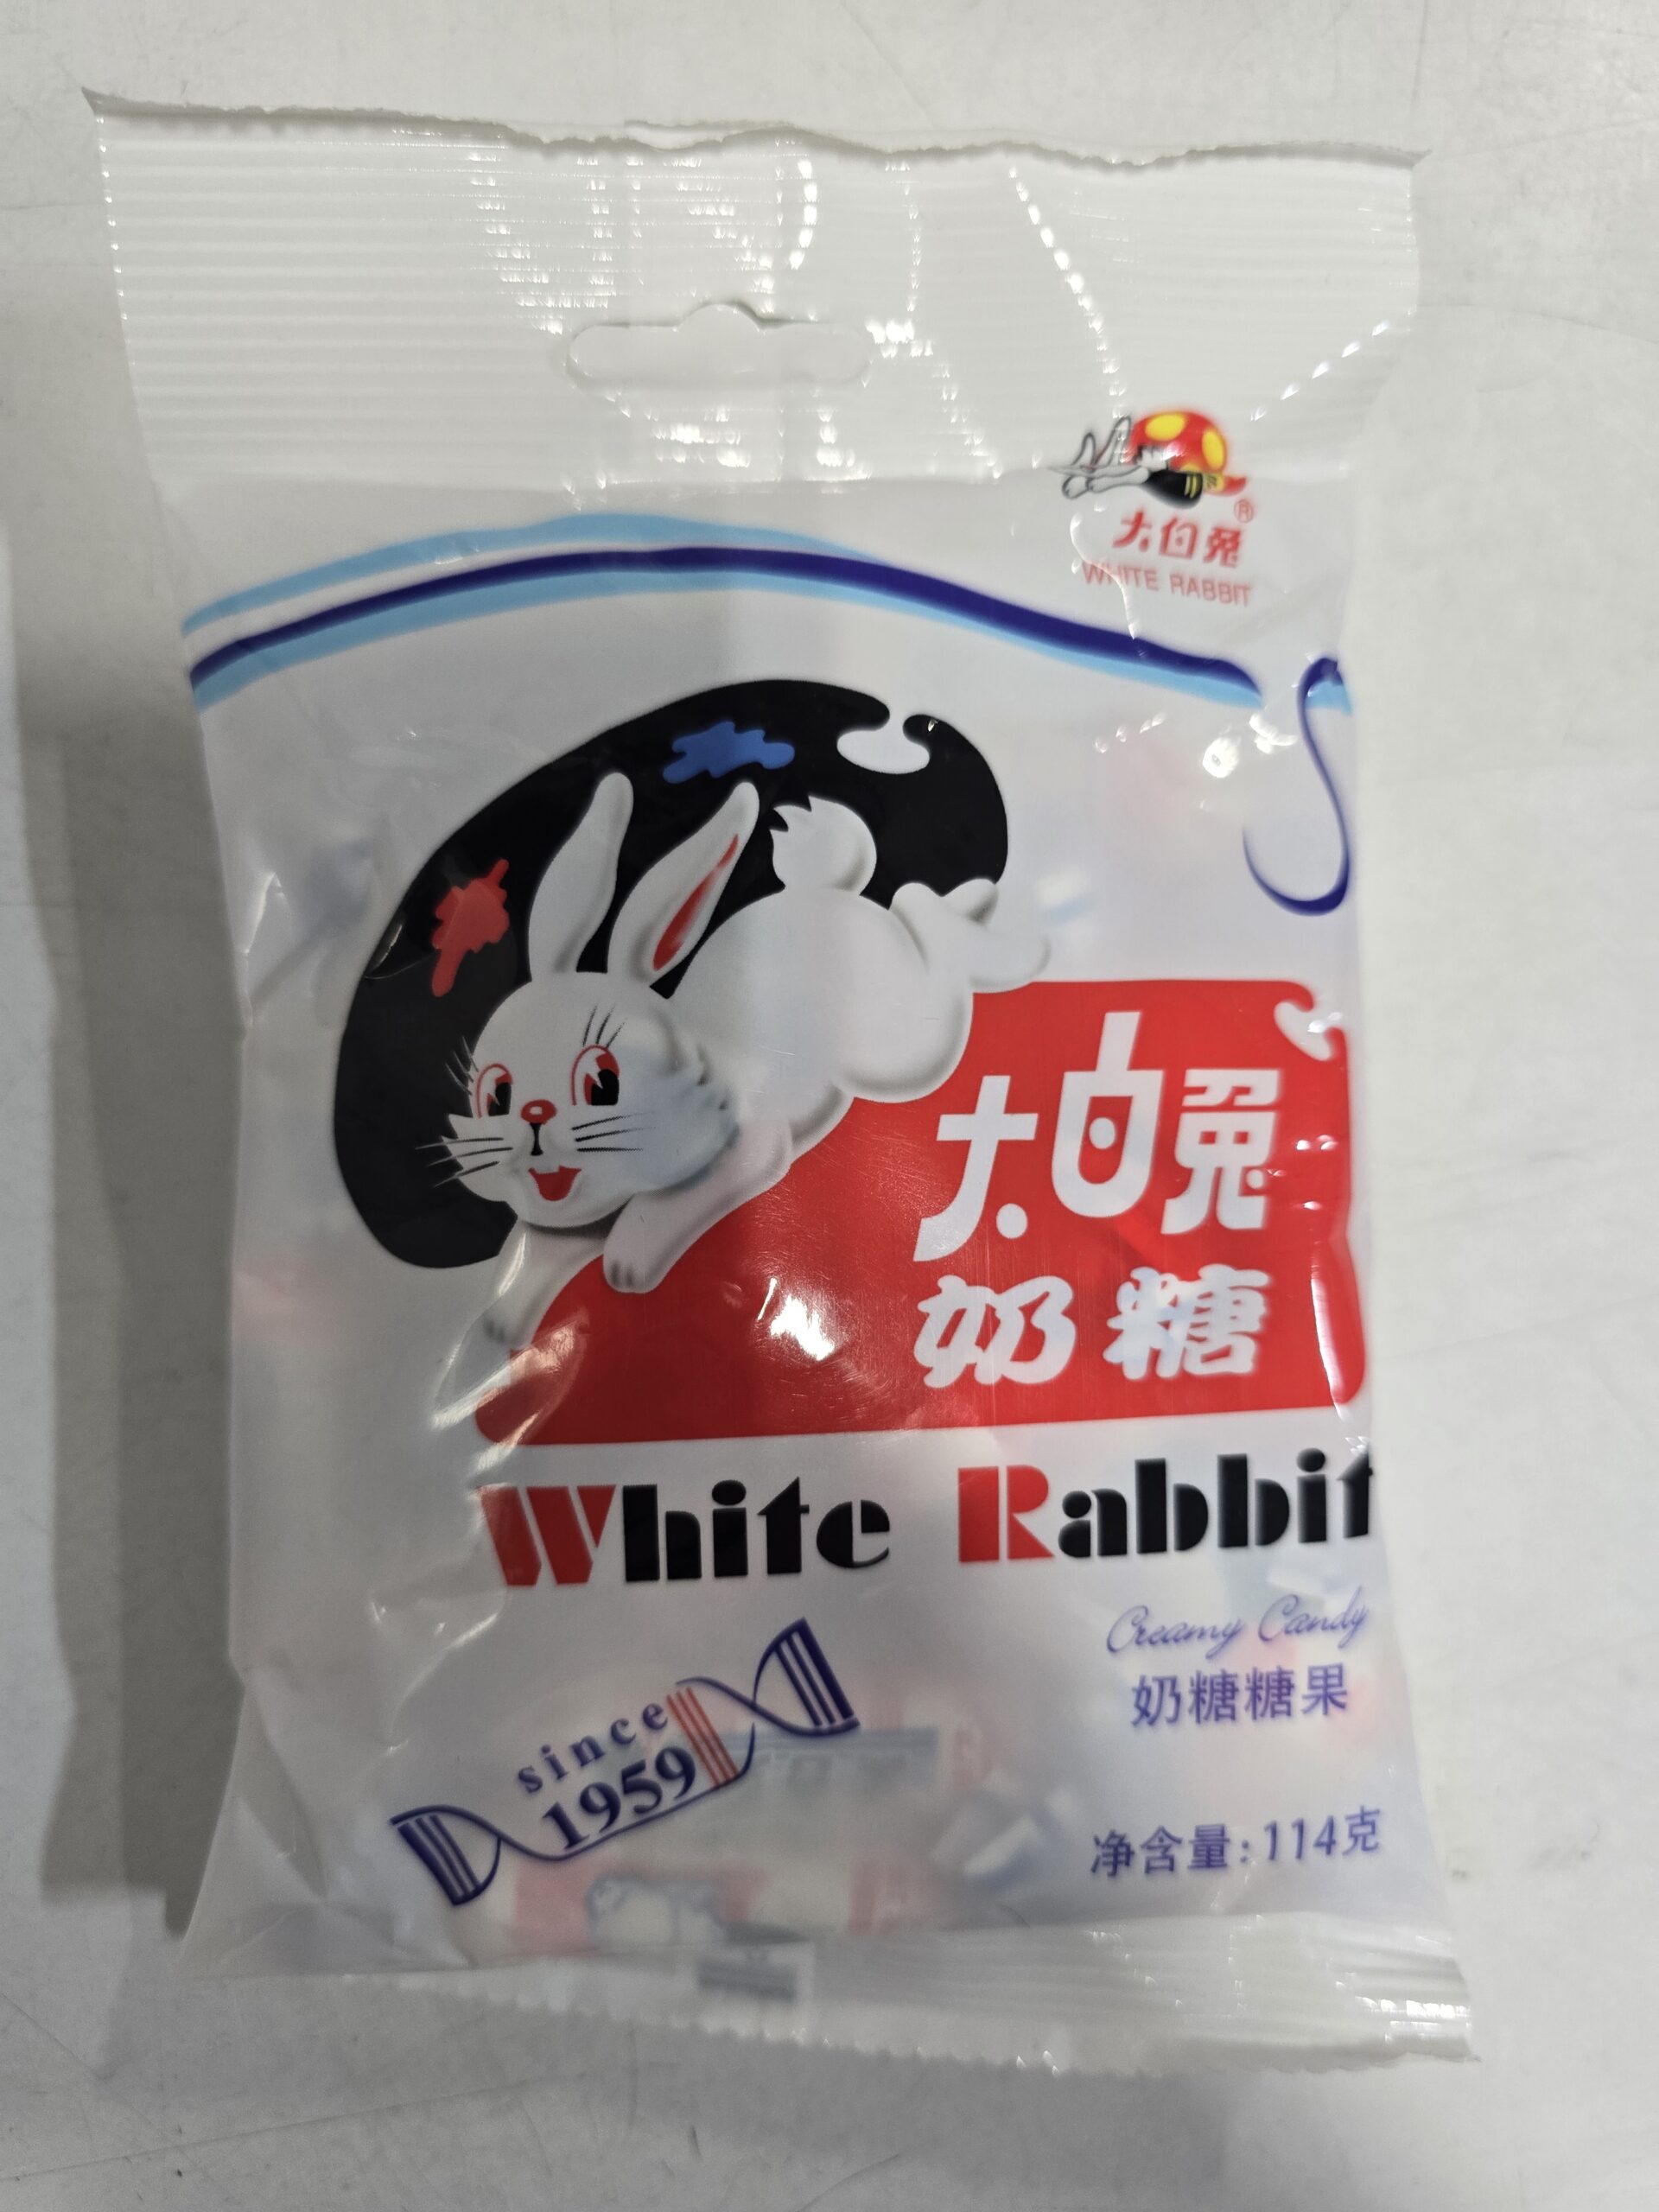 大白兔®
WHITE RABBIT
大白兔
奶糖
White Rabbit
Creamy Candy
奶糖糖果
since
1959
净含量:114克